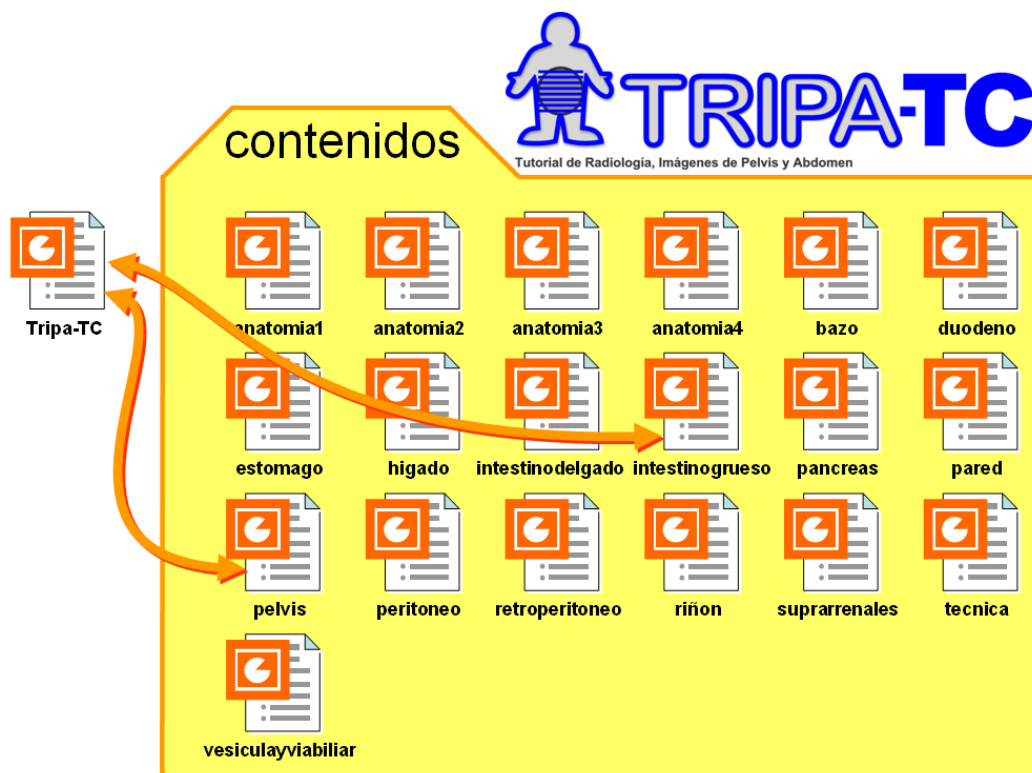 TRIPA-TC
Tutorial de Radiología, Imágenes de Pelvis y Abdomen
contenidos
Tripa-TC
anatomia1 anatomia2 anatomia3 anatomia4 bazo duodeno
estomago higado intestinodelgado intestinogrueso pancreas pared
pelvis peritoneo retroperitoneo riñon suprarrenales tecnica
vesiculayviabiliar